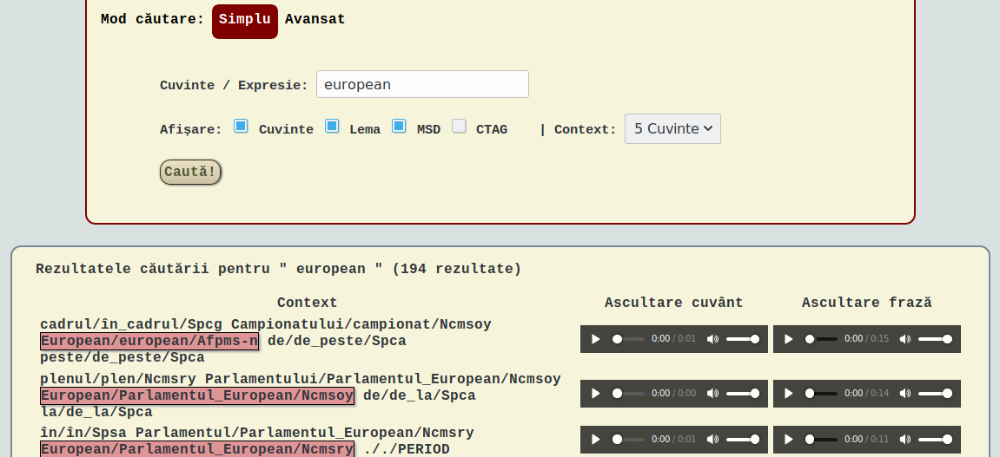 Mod căutare: Simplu Avansat
Cuvinte / Expresie: european
Afișare: Cuvinte Lema MSD CTAG | Context: 5 Cuvinte
Caută!
Rezultatele căutării pentru " european " (194 rezultate)
Context Ascultare cuvânt Ascultare frază
cadrul/în_cadrul/Spcg Campionatului/campionat/Ncmsoy
European/european/Afpms-n de/de_peste/Spca 0:00 / 0:01 0:00 / 0:15
peste/de_peste/Spca
plenul/plen/Ncmsry Parlamentului/Parlamentul_European/Ncmsoy
European/Parlamentul_European/Ncmsoy de/de_la/Spca 0:00 / 0:00 0:00 / 0:14
la/de_la/Spca
în/în/Spsa Parlamentul/Parlamentul_European/Ncmsry
European/Parlamentul_European/Ncmsry ././PERIOD 0:00 / 0:01 0:00 / 0:11